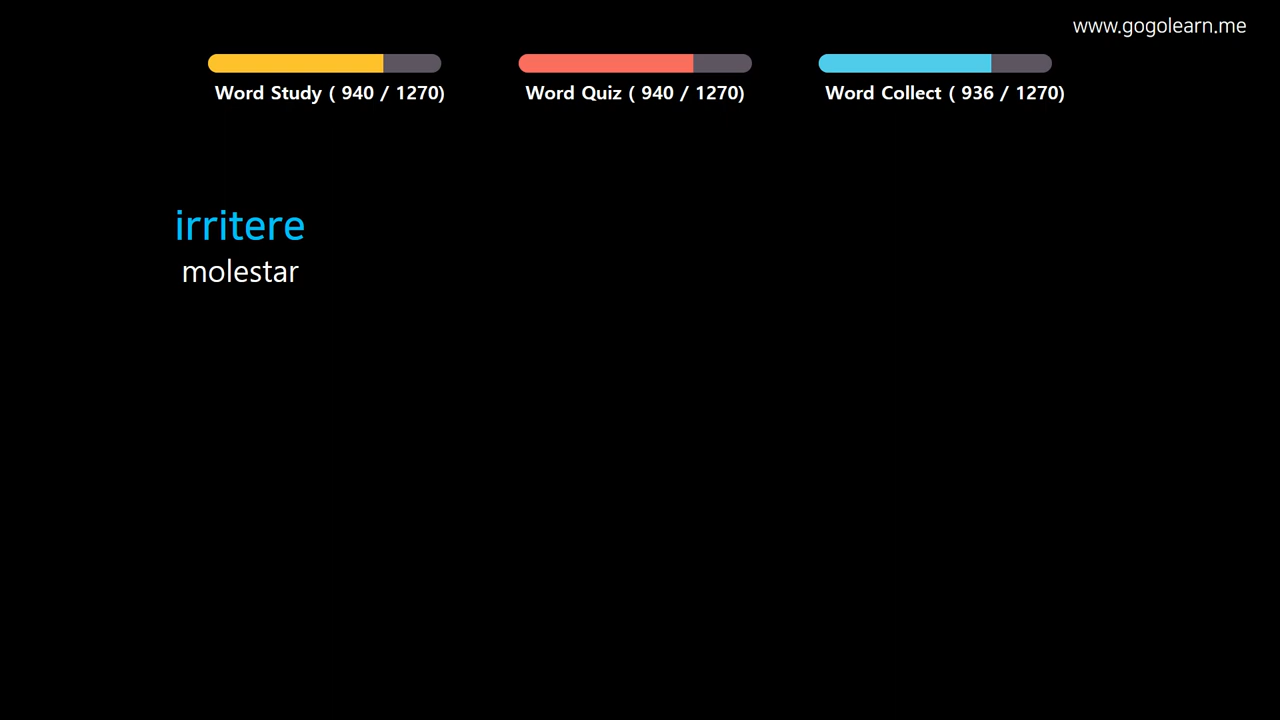 www.gogolearn.me
Word Study ( 940 / 1270)
Word Quiz ( 940 / 1270)
Word Collect ( 936 / 1270)
irritere
molestar